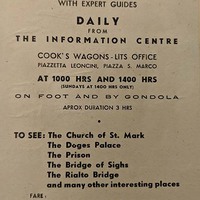 WITH EXPERT GUIDES
DAILY
FROM
THE INFORMATION CENTRE
COOK'S WAGONS-LITS OFFICE
PIAZZETTA LEONCINI, PIAZZA S. MARCO
AT 1000 HRS AND 1400 HRS
(SUNDAYS AT 1400 HRS ONLY)
ON FOOT AND BY GONDOLA
APROX DURATION 3 HRS
TO SEE: The Church of St. Mark
The Doges Palace
The Prison
The Bridge of Sighs
The Rialto Bridge
and many other interesting places
FARE: